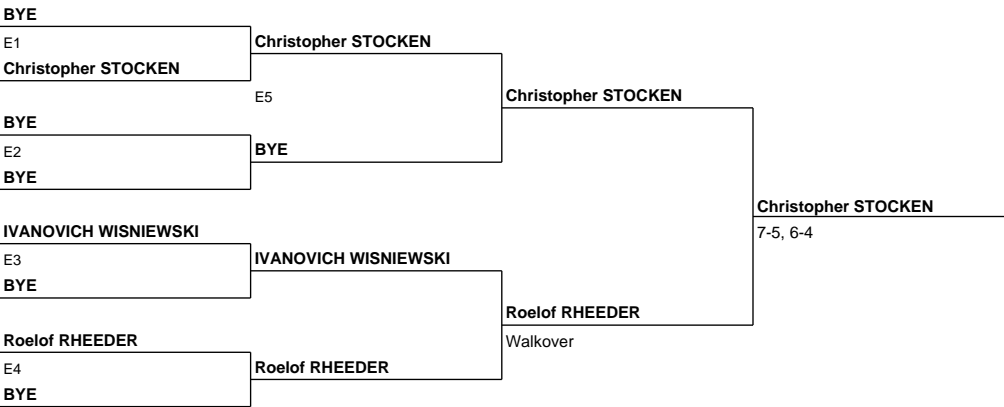 BYE
E1
Christopher STOCKEN
Christopher STOCKEN
E5
BYE
E2
BYE
BYE
Christopher STOCKEN
IVANOVICH WISNIEWSKI
E3
BYE
IVANOVICH WISNIEWSKI
Roelof RHEEDER
E4
BYE
Roelof RHEEDER
Roelof RHEEDER
Walkover
Christopher STOCKEN
7-5, 6-4